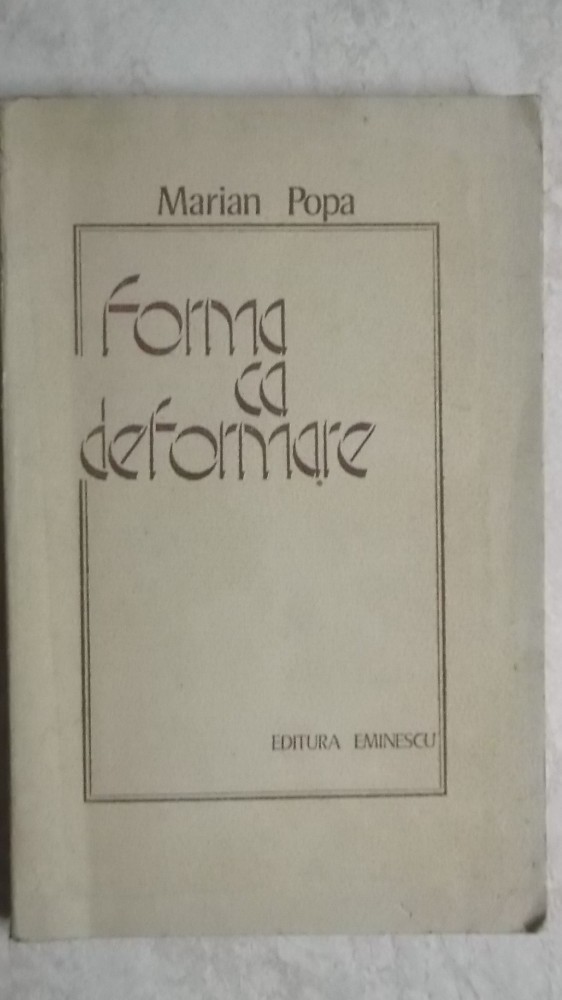 Marian Popa
forma
ca
deformare
EDITURA EMINESCU